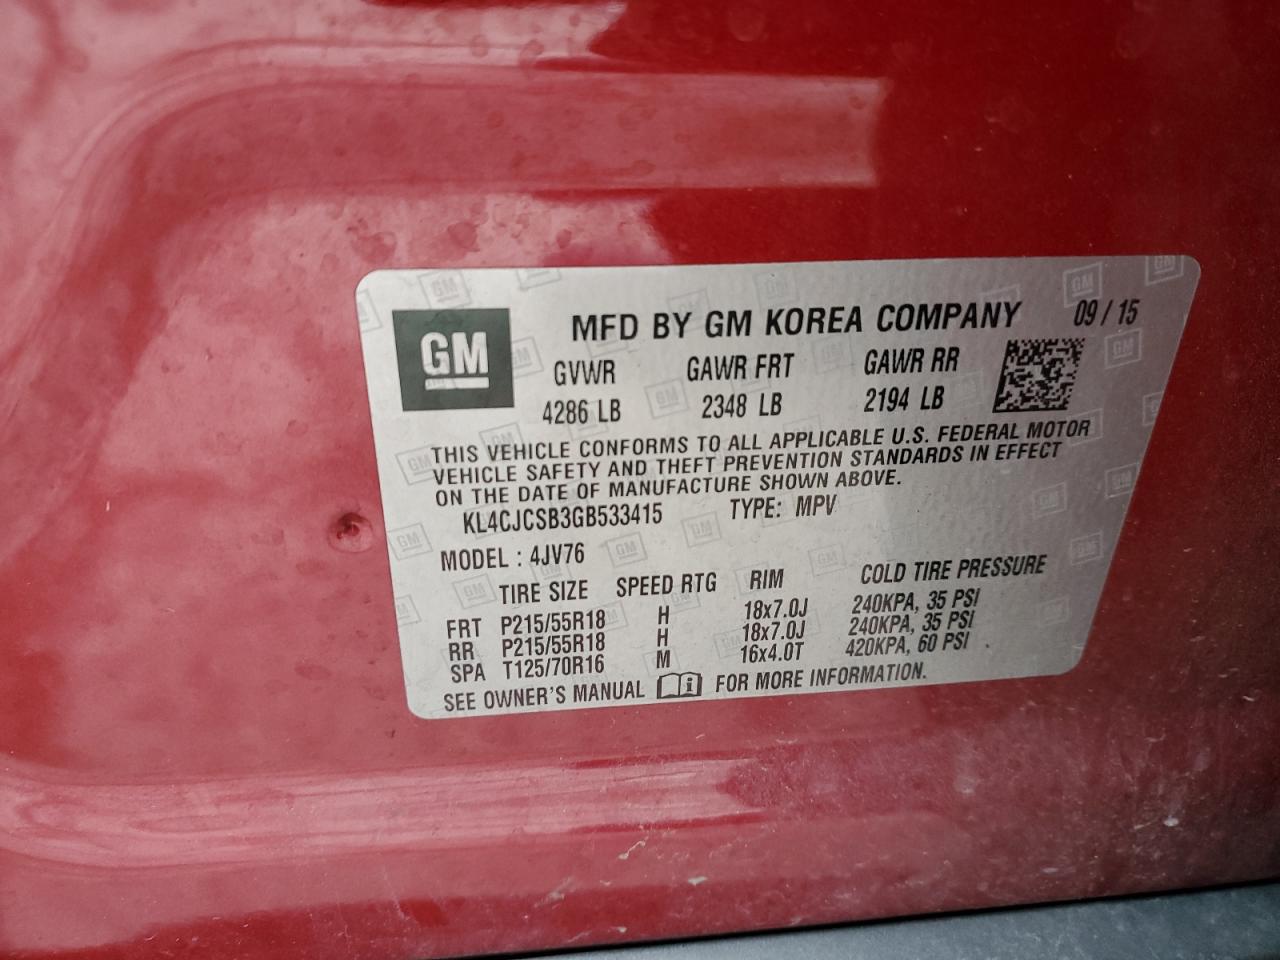 GM
MFD BY GM KOREA COMPANY 09 / 15
GVWR GAWR FRT GAWR RR
4286 LB 2348 LB 2194 LB
THIS VEHICLE CONFORMS TO ALL APPLICABLE U.S. FEDERAL MOTOR
VEHICLE SAFETY AND THEFT PREVENTION STANDARDS IN EFFECT
ON THE DATE OF MANUFACTURE SHOWN ABOVE.
KL4CJCSB3GB533415 TYPE: MPV
MODEL : 4JV76
TIRE SIZE SPEED RTG RIM COLD TIRE PRESSURE
FRT P215/55R18 H 18x7.0J 240KPA, 35 PSI
RR P215/55R18 H 18x7.0J 240KPA, 35 PSI
SPA T125/70R16 M 16x4.0T 420KPA, 60 PSI
SEE OWNER'S MANUAL FOR MORE INFORMATION.